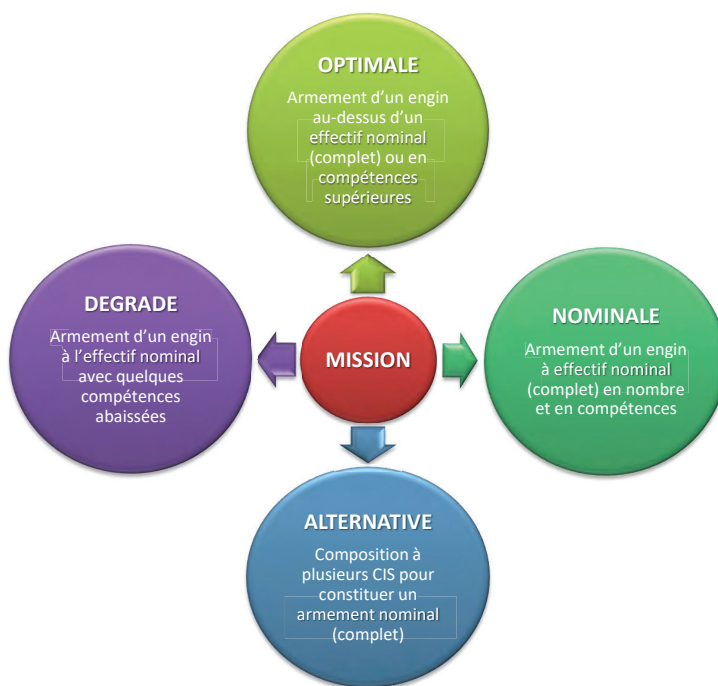 OPTIMALE
Armement d'un engin
au-dessus d'un
effectif nominal
(complet) ou en
compétences
supérieures
DEGRADE
Armement d'un engin
à l'effectif nominal
avec quelques
compétences
abaissées
MISSION
NOMINALE
Armement d'un engin
à effectif nominal
(complet) en nombre
et en compétences
ALTERNATIVE
Composition à
plusieurs CIS pour
constituer un
armement nominal
(complet)